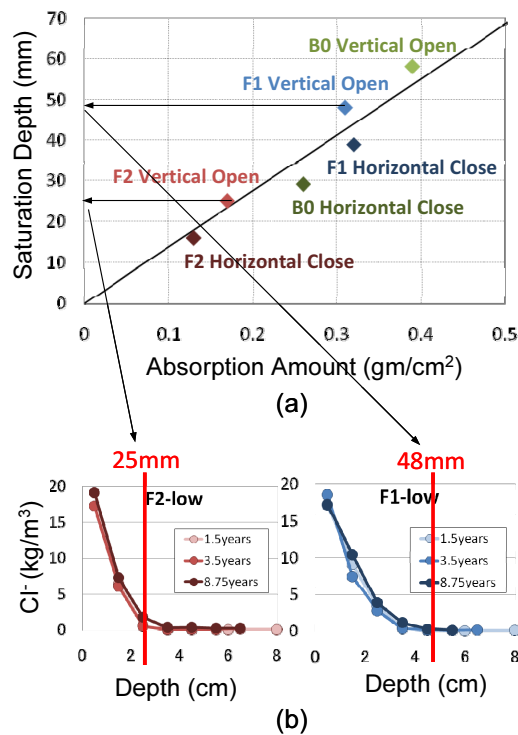 (a)
Saturation Depth (mm)
70
60
50
40
30
20
10
0
B0 Vertical Open
F1 Vertical Open
F1 Horizontal Close
F2 Vertical Open
B0 Horizontal Close
F2 Horizontal Close
0
0.1
0.2
0.3
0.4
0.5
Absorption Amount (gm/cm²)
25mm
48mm
Cl⁻ (kg/m³)
20
15
10
5
0
F2-low
1.5years
3.5years
8.75years
0
2
4
6
8
Depth (cm)
20
15
10
5
0
F1-low
1.5years
3.5years
8.75years
0
2
4
6
8
Depth (cm)
(b)